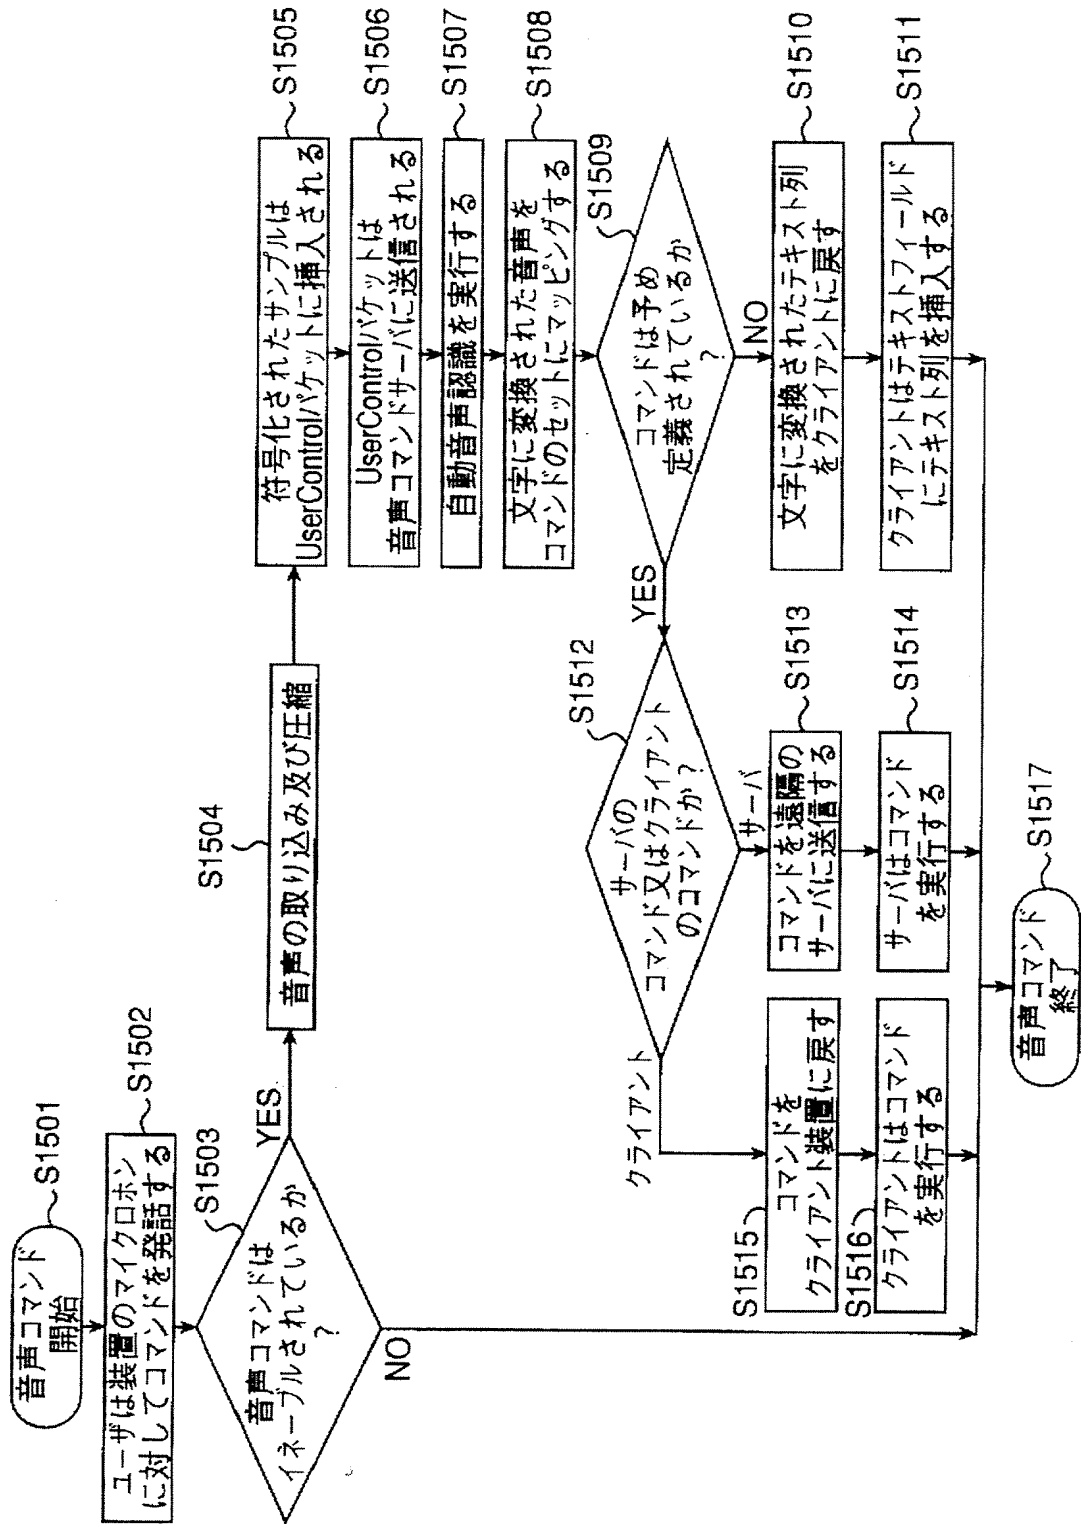 音声コマンド
開始
S1501
ユーザは装置のマイクロホン
に対してコマンドを発話する
S1502
音声コマンドは
イネーブルされているか
?
S1503
YES
NO
音声の取り込み及び圧縮
S1504
符号化されたサンプルは
UserControlパケットに挿入される
S1505
UserControlパケットは
音声コマンドサーバに送信される
S1506
自動音声認識を実行する
S1507
文字に変換された音声を
コマンドのセットにマッピングする
S1508
コマンドは予め
定義されているか
?
S1509
YES
NO
文字に変換されたテキスト列
をクライアントに戻す
S1510
クライアントはテキストフィールド
にテキスト列を挿入する
S1511
サーバの
コマンド又はクライアント
のコマンドか?
S1512
サーバ
クライアント
コマンドを遠隔の
サーバに送信する
S1513
サーバはコマンド
を実行する
S1514
コマンドを
クライアント装置に戻す
S1515
クライアントはコマンド
を実行する
S1516
音声コマンド
終了
S1517